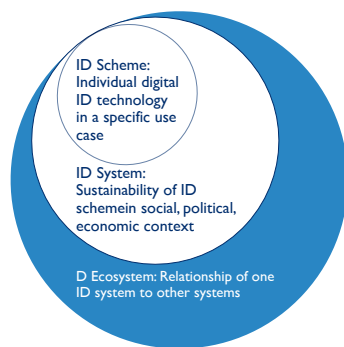 ID Scheme:
Individual digital
ID technology
in a specific use
case
ID System:
Sustainability of ID
schemein social, political,
economic context
D Ecosystem: Relationship of one
ID system to other systems